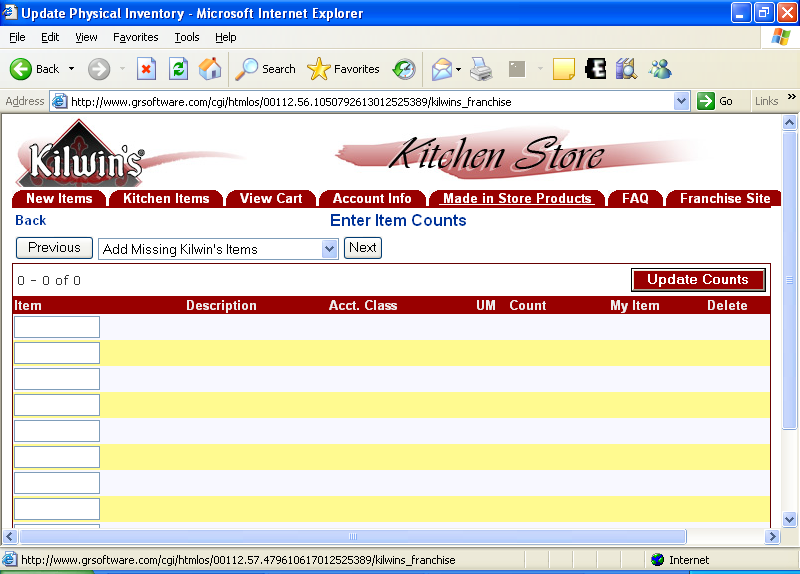 Update Physical Inventory - Microsoft Internet Explorer
File Edit View Favorites Tools Help
Back Search Favorites
Address http://www.grsoftware.com/cgi/htmlos/00112.56.1050792613012525389/kilwins_franchise Go Links »
Kilwin's® Kitchen Store
New Items Kitchen Items View Cart Account Info Made in Store Products FAQ Franchise Site
Back Enter Item Counts
Previous Add Missing Kilwin's Items Next
0 - 0 of 0 Update Counts
Item Description Acct. Class UM Count My Item Delete
http://www.grsoftware.com/cgi/htmlos/00112.57.479610617012525389/kilwins_franchise Internet